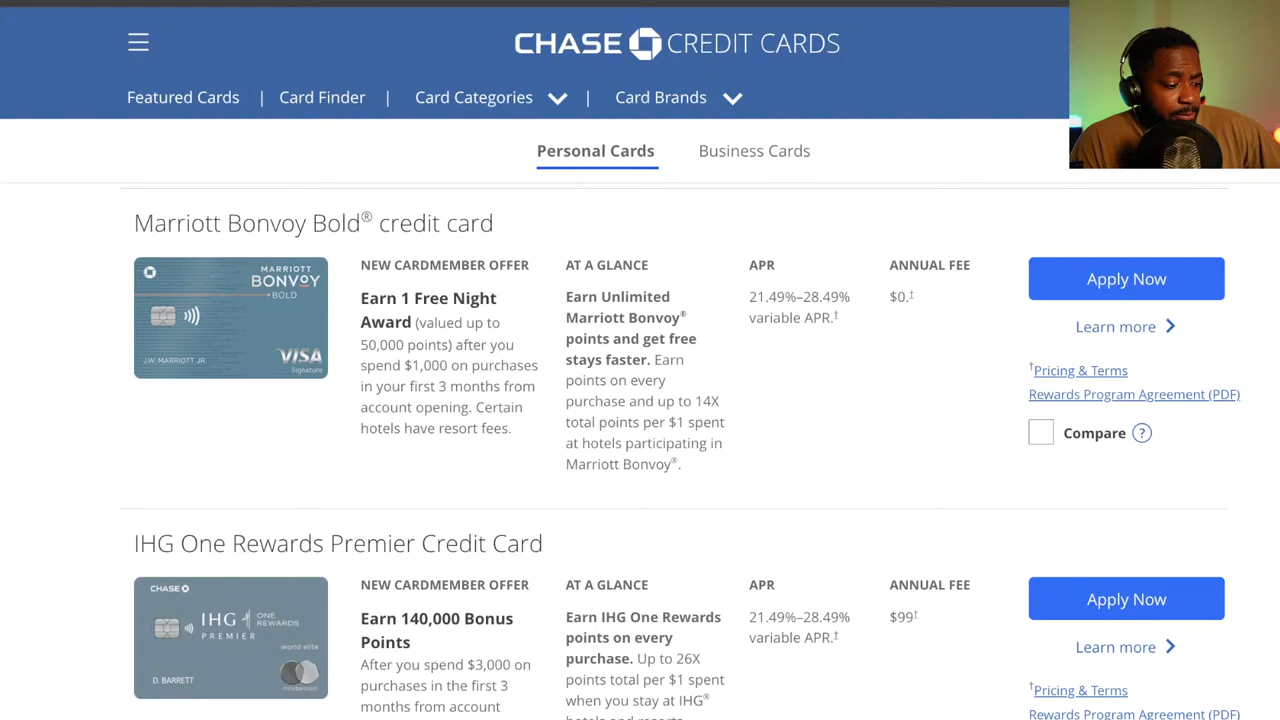 CHASE CREDIT CARDS
Featured Cards | Card Finder | Card Categories | Card Brands
Personal Cards Business Cards
Marriott Bonvoy Bold® credit card
MARRIOTT
BONVOY
BOLD
J.W. MARRIOTT JR.
VISA
Signature
NEW CARDMEMBER OFFER
Earn 1 Free Night
Award (valued up to
50,000 points) after you
spend $1,000 on purchases
in your first 3 months from
account opening. Certain
hotels have resort fees.
AT A GLANCE
Earn Unlimited
Marriott Bonvoy®
points and get free
stays faster. Earn
points on every
purchase and up to 14X
total points per $1 spent
at hotels participating in
Marriott Bonvoy®.
APR
21.49%–28.49%
variable APR.†
ANNUAL FEE
$0.†
Apply Now
Learn more
†Pricing & Terms
Rewards Program Agreement (PDF)
Compare ?
IHG One Rewards Premier Credit Card
CHASE
IHG ONE
REWARDS
PREMIER
world elite
D. BARRETT
mastercard
NEW CARDMEMBER OFFER
Earn 140,000 Bonus
Points
After you spend $3,000 on
purchases in the first 3
months from account
AT A GLANCE
Earn IHG One Rewards
points on every
purchase. Up to 26X
points total per $1 spent
when you stay at IHG®
hotels and resorts
APR
21.49%–28.49%
variable APR.‡
ANNUAL FEE
$99†
Apply Now
Learn more
†Pricing & Terms
Rewards Program Agreement (PDF)